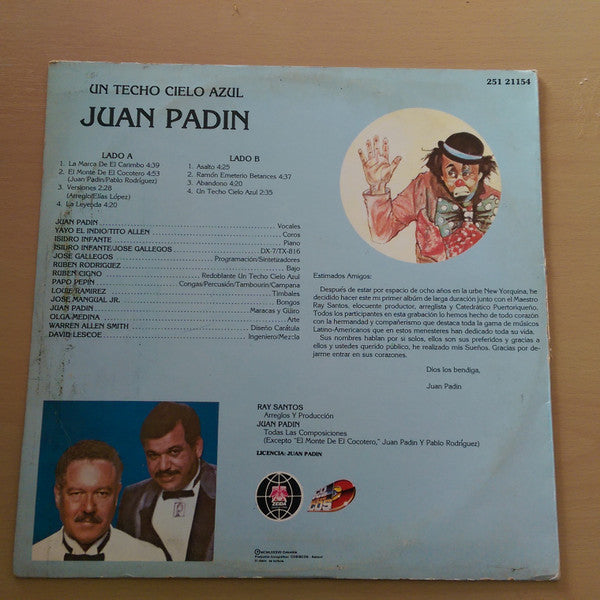 251 21154
UN TECHO CIELO AZUL
JUAN PADIN
LADO A
1. La Marca De El Carimbo 4:39
2. El Monte De El Cocotero 4:53
(Juan Padin/Pablo Rodríguez)
3. Versiones 2:28
(Arreglo/Elías López)
4. La Leyenda 4:20
LADO B
1. Asalto 4:25
2. Ramón Emeterio Betances 4:37
3. Abandono 4:20
4. Un Techo Cielo Azul 2:35
JUAN PADIN Vocales
YAYO EL INDIO/TITO ALLEN Coros
ISIDRO INFANTE Piano
ISIDRO INFANTE/JOSE GALLEGOS DX-7/TX-816
JOSE GALLEGOS Programación/Sintetizadores
RUBEN RODRIGUEZ Bajo
RUBEN CIGNO Redoblante Un Techo Cielo Azul
PAPO PEPIN Congas/Percusión/Tambourin/Campana
LOUIE RAMIREZ Timbales
JOSE MANGUAL JR. Bongos
JUAN PADIN Maracas y Güiro
OLGA MEDINA Arte
WARREN ALLEN SMITH Diseño Carátula
DAVID LESCOE Ingeniero/Mezcla
Estimados Amigos:
Después de estar por espacio de ocho años en la urbe New Yorquina, he
decidido hacer este mi primer álbum de larga duración junto con el Maestro
Ray Santos, elocuente productor, arreglista y Catedrático Puertoriqueño.
Todos los participantes en esta grabación lo hemos hecho de todo corazón
con la hermandad y compañerismo que destaca toda la gama de músicos
Latino-Americanos que en estos menesteres han dedicado toda su vida.
Sus nombres hablan por si solos, ellos son sus preferidos y gracias a
ellos y ustedes querido público, he realizado mis Sueños. Gracias por de-
jarme entrar en sus corazones.
Dios los bendiga,
Juan Padin
RAY SANTOS
Arreglos Y Producción
JUAN PADIN
Todas Las Composiciones
(Excepto "El Monte De El Cocotero," Juan Padin Y Pablo Rodríguez)
LICENCIA: JUAN PADIN